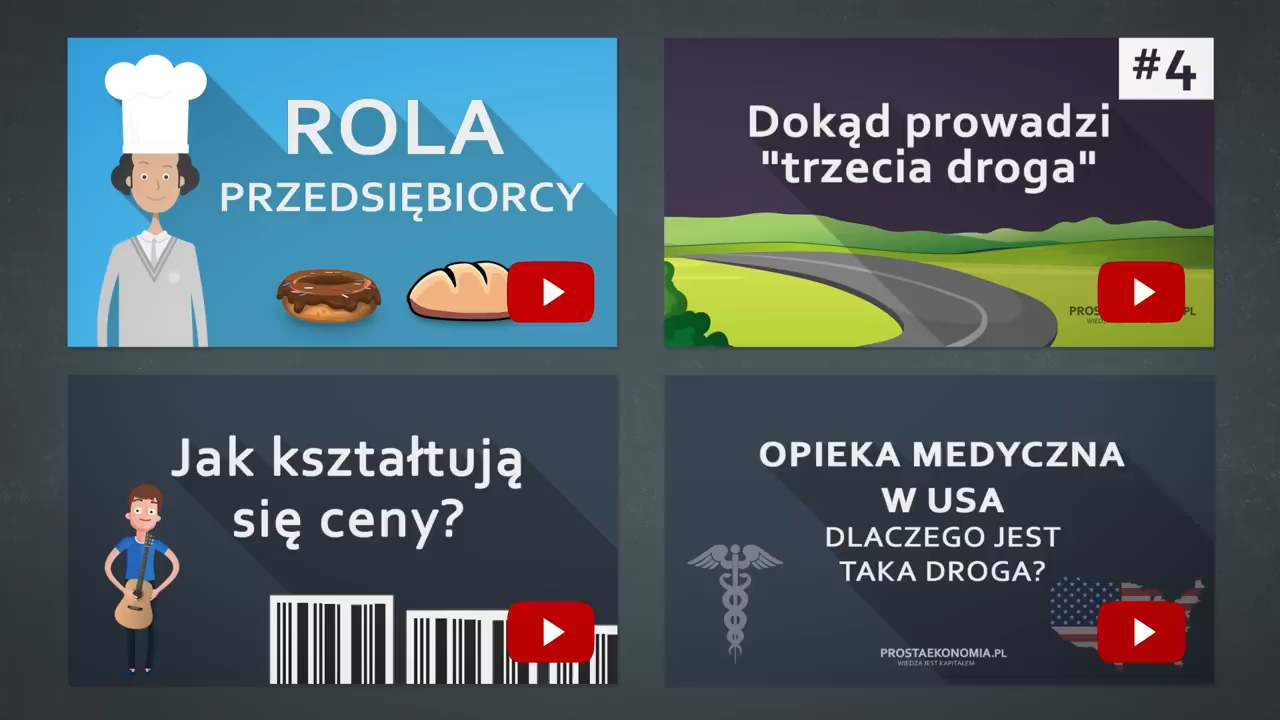 ROLA
PRZEDSIĘBIORCY
#4
Dokąd prowadzi
"trzecia droga"
Jak kształtują
się ceny?
OPIEKA MEDYCZNA
W USA
DLACZEGO JEST
TAKA DROGA?
PROSTAEKONOMIA.PL
WIEDZA JEST KAPITAŁEM